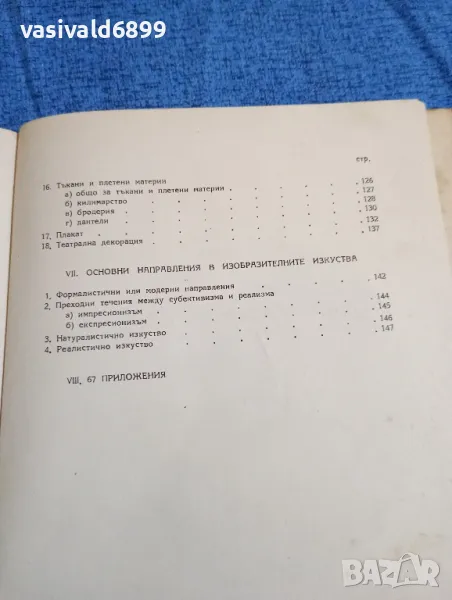 vasivald6899
стр.
16. Тъкани и плетени материи . . . . . . 126
а) общо за тъкани и плетени материи . . . . . 127
б) килимарство . . . . . . 128
в) бродерия . . . . . . 130
г) дантели . . . . . . 132
17. Плакат . . . . . . 137
18. Театрална декорация . . . . . .
VII. ОСНОВНИ НАПРАВЛЕНИЯ В ИЗОБРАЗИТЕЛНИТЕ ИЗКУСТВА
1. Формалистични или модерни направления . . . . . 142
2. Преходни течения между субективизма и реализма . . . . 144
а) импресионизъм . . . . . . 145
б) експресионизъм . . . . . . 146
3. Натуралистично изкуство . . . . . . 147
4. Реалистично изкуство . . . . . .
VIII. 67 ПРИЛОЖЕНИЯ
BAZAR
bg